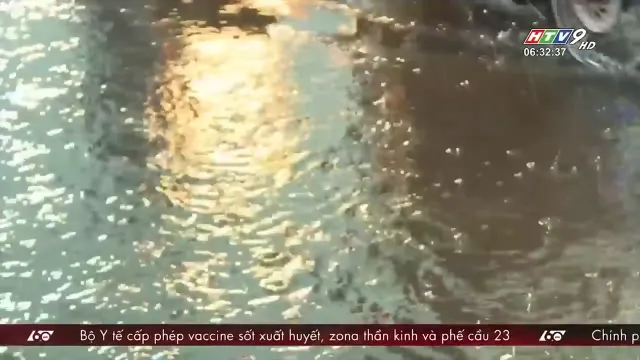 HTV9 HD
06:32:37
60 Bộ Y tế cấp phép vaccine sốt xuất huyết, zona thần kinh và phế cầu 23 60 Chính p